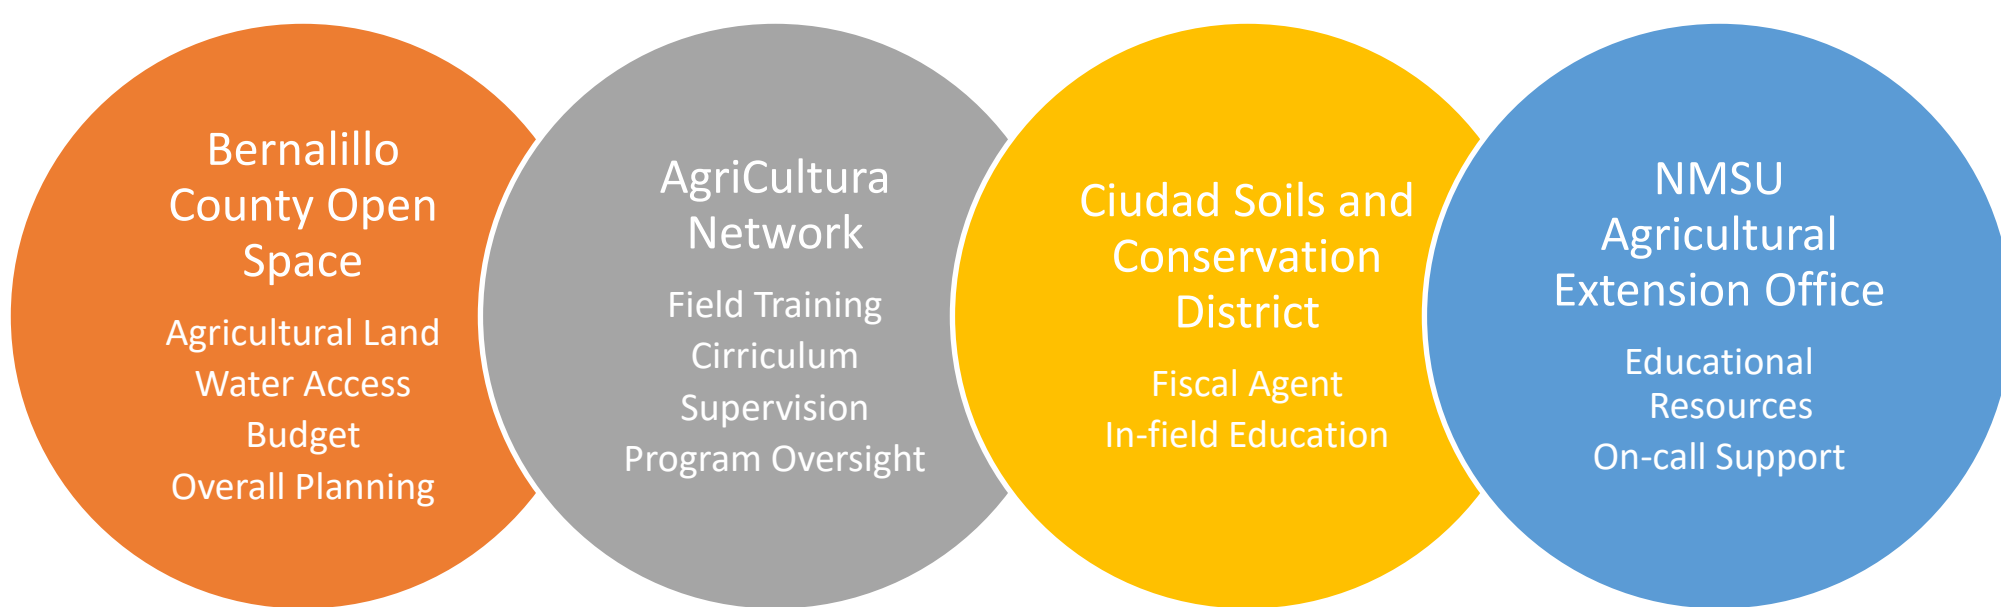 Bernalillo
County Open
Space
Agricultural Land
Water Access
Budget
Overall Planning
AgriCultura
Network
Field Training
Cirriculum
Supervision
Program Oversight
Ciudad Soils and
Conservation
District
Fiscal Agent
In-field Education
NMSU
Agricultural
Extension Office
Educational
Resources
On-call Support